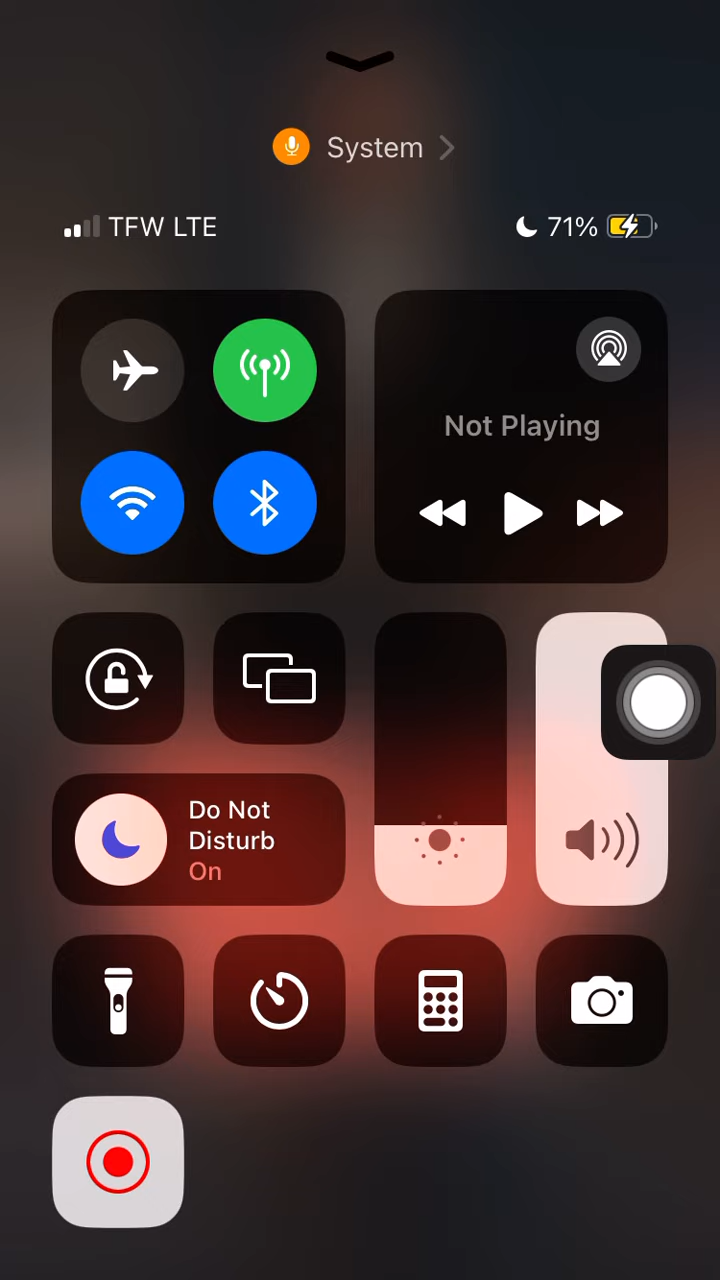 System
TFW LTE
71%
Not Playing
Do Not
Disturb
On